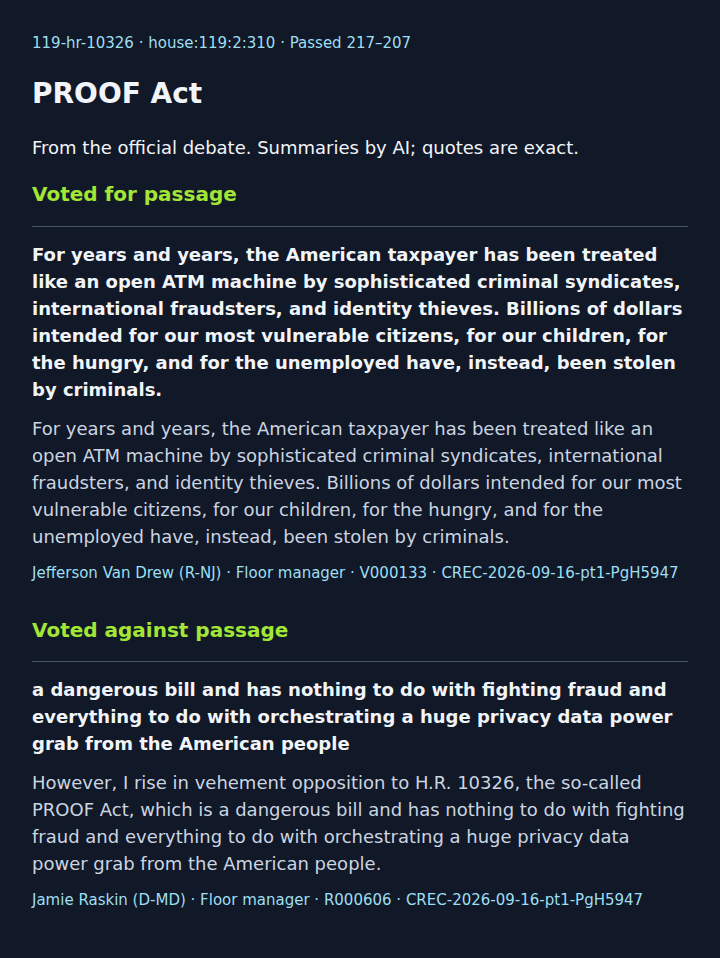 119-hr-10326 · house:119:2:310 · Passed 217–207
PROOF Act
From the official debate. Summaries by AI; quotes are exact.
Voted for passage
For years and years, the American taxpayer has been treated
like an open ATM machine by sophisticated criminal syndicates,
international fraudsters, and identity thieves. Billions of dollars
intended for our most vulnerable citizens, for our children, for
the hungry, and for the unemployed have, instead, been stolen
by criminals.
For years and years, the American taxpayer has been treated like an
open ATM machine by sophisticated criminal syndicates, international
fraudsters, and identity thieves. Billions of dollars intended for our most
vulnerable citizens, for our children, for the hungry, and for the
unemployed have, instead, been stolen by criminals.
Jefferson Van Drew (R-NJ) · Floor manager · V000133 · CREC-2026-09-16-pt1-PgH5947
Voted against passage
a dangerous bill and has nothing to do with fighting fraud and
everything to do with orchestrating a huge privacy data power
grab from the American people
However, I rise in vehement opposition to H.R. 10326, the so-called
PROOF Act, which is a dangerous bill and has nothing to do with fighting
fraud and everything to do with orchestrating a huge privacy data
power grab from the American people.
Jamie Raskin (D-MD) · Floor manager · R000606 · CREC-2026-09-16-pt1-PgH5947